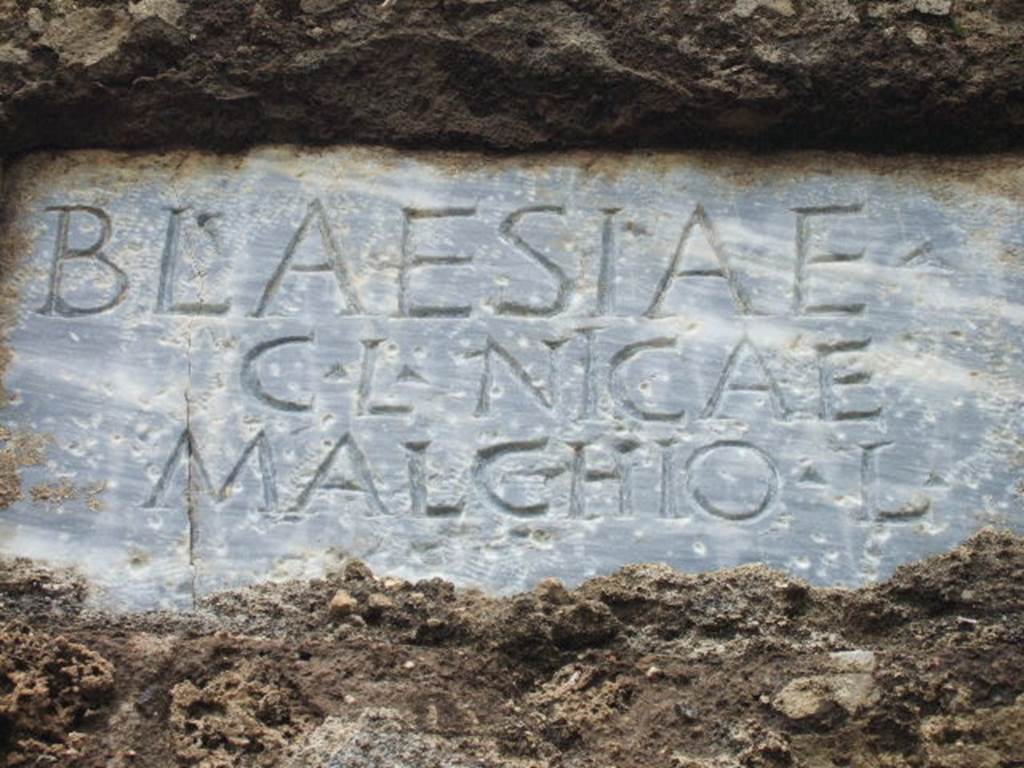 BLAESIAE ·
C · L · NICAE
MALCHIO · L ·